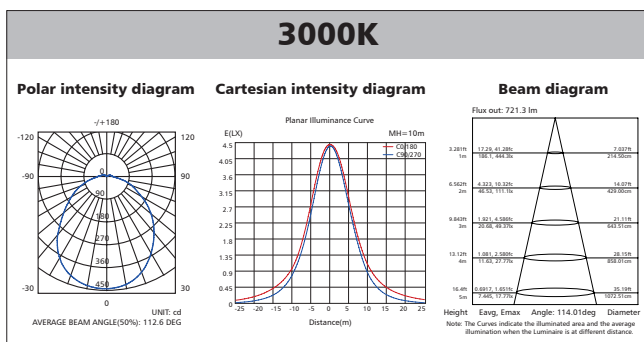 3000K
Polar intensity diagram
-/+180
-120
120
-90
90
0
90
180
270
360
450
-30
30
0
UNIT: cd
AVERAGE BEAM ANGLE(50%): 112.6 DEG
Cartesian intensity diagram
Planar Illuminance Curve
E(LX)
MH=10m
C0/180
C90/270
4.5
4.05
3.6
3.15
2.7
2.25
1.8
1.35
0.9
0.45
0
-25 -20 -15 -10 -5 0 5 10 15 20 25
Distance(m)
Beam diagram
Flux out: 721.3 lm
3.281ft 17.29, 41.28fc 7.037ft
1m 186.1, 444.3lx 214.50cm
6.562ft 4.323, 10.32fc 14.07ft
2m 46.53, 111.1lx 429.00cm
9.843ft 1.921, 4.586fc 21.11ft
3m 20.68, 49.37lx 643.51cm
13.12ft 1.081, 2.580fc 28.15ft
4m 11.63, 27.77lx 858.01cm
16.4ft 0.6917, 1.651fc 35.19ft
5m 7.445, 17.77lx 1072.51cm
Height Eavg, Emax Angle: 114.01deg Diameter
Note: The Curves indicate the illuminated area and the average
illumination when the Luminaire is at different distance.